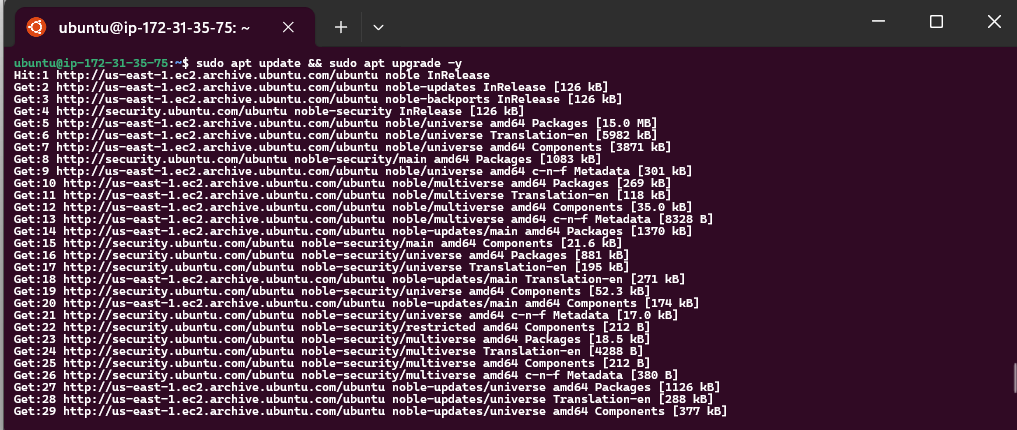 ubuntu@ip-172-31-35-75: ~
ubuntu@ip-172-31-35-75:~$ sudo apt update && sudo apt upgrade -y
Hit:1 http://us-east-1.ec2.archive.ubuntu.com/ubuntu noble InRelease
Get:2 http://us-east-1.ec2.archive.ubuntu.com/ubuntu noble-updates InRelease [126 kB]
Get:3 http://us-east-1.ec2.archive.ubuntu.com/ubuntu noble-backports InRelease [126 kB]
Get:4 http://security.ubuntu.com/ubuntu noble-security InRelease [126 kB]
Get:5 http://us-east-1.ec2.archive.ubuntu.com/ubuntu noble/universe amd64 Packages [15.0 MB]
Get:6 http://us-east-1.ec2.archive.ubuntu.com/ubuntu noble/universe Translation-en [5982 kB]
Get:7 http://us-east-1.ec2.archive.ubuntu.com/ubuntu noble/universe amd64 Components [3871 kB]
Get:8 http://security.ubuntu.com/ubuntu noble-security/main amd64 Packages [1083 kB]
Get:9 http://us-east-1.ec2.archive.ubuntu.com/ubuntu noble/universe amd64 c-n-f Metadata [301 kB]
Get:10 http://us-east-1.ec2.archive.ubuntu.com/ubuntu noble/multiverse amd64 Packages [269 kB]
Get:11 http://us-east-1.ec2.archive.ubuntu.com/ubuntu noble/multiverse Translation-en [118 kB]
Get:12 http://us-east-1.ec2.archive.ubuntu.com/ubuntu noble/multiverse amd64 Components [35.0 kB]
Get:13 http://us-east-1.ec2.archive.ubuntu.com/ubuntu noble/multiverse amd64 c-n-f Metadata [8328 B]
Get:14 http://us-east-1.ec2.archive.ubuntu.com/ubuntu noble-updates/main amd64 Packages [1370 kB]
Get:15 http://security.ubuntu.com/ubuntu noble-security/main amd64 Components [21.6 kB]
Get:16 http://security.ubuntu.com/ubuntu noble-security/universe amd64 Packages [881 kB]
Get:17 http://security.ubuntu.com/ubuntu noble-security/universe Translation-en [195 kB]
Get:18 http://us-east-1.ec2.archive.ubuntu.com/ubuntu noble-updates/main Translation-en [271 kB]
Get:19 http://security.ubuntu.com/ubuntu noble-security/universe amd64 Components [52.3 kB]
Get:20 http://us-east-1.ec2.archive.ubuntu.com/ubuntu noble-updates/main amd64 Components [174 kB]
Get:21 http://security.ubuntu.com/ubuntu noble-security/universe amd64 c-n-f Metadata [17.0 kB]
Get:22 http://security.ubuntu.com/ubuntu noble-security/restricted amd64 Components [212 B]
Get:23 http://security.ubuntu.com/ubuntu noble-security/multiverse amd64 Packages [18.5 kB]
Get:24 http://security.ubuntu.com/ubuntu noble-security/multiverse Translation-en [4288 B]
Get:25 http://security.ubuntu.com/ubuntu noble-security/multiverse amd64 Components [212 B]
Get:26 http://security.ubuntu.com/ubuntu noble-security/multiverse amd64 c-n-f Metadata [380 B]
Get:27 http://us-east-1.ec2.archive.ubuntu.com/ubuntu noble-updates/universe amd64 Packages [1126 kB]
Get:28 http://us-east-1.ec2.archive.ubuntu.com/ubuntu noble-updates/universe Translation-en [288 kB]
Get:29 http://us-east-1.ec2.archive.ubuntu.com/ubuntu noble-updates/universe amd64 Components [377 kB]